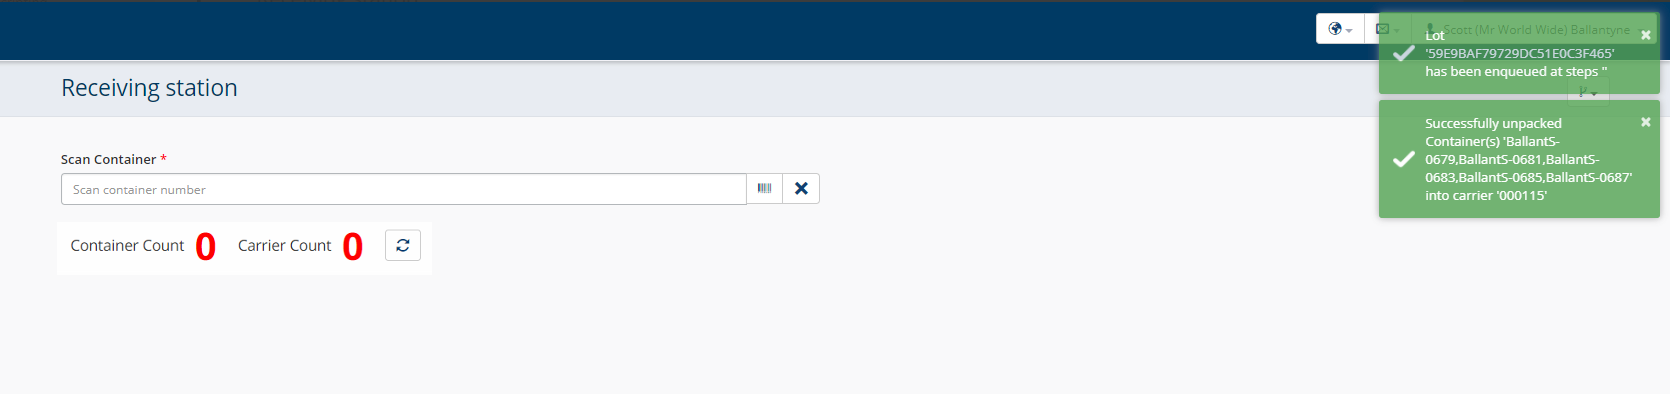 Scott (Mr World Wide) Ballantyne
Lot
'59E9BAF79729DC51E0C3F465'
has been enqueued at steps ''
Receiving station
Successfully unpacked
Container(s) 'BallantS-
0679,BallantS-0681,BallantS-
0683,BallantS-0685,BallantS-0687'
into carrier '000115'
Scan Container *
Scan container number
Container Count 0 Carrier Count 0